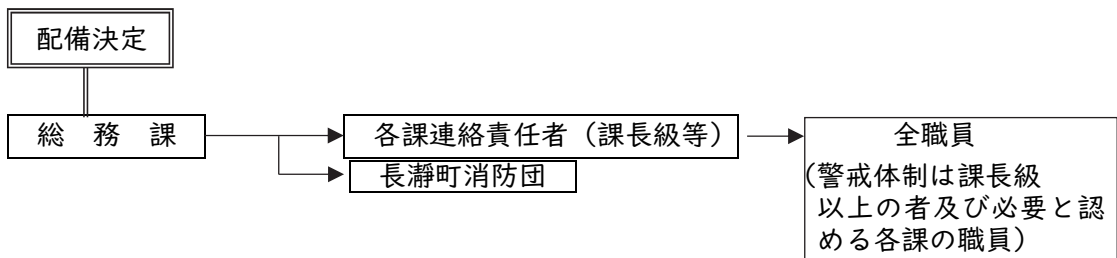 配備決定
総務課
各課連絡責任者（課長級等）
長瀞町消防団
全職員
(警戒体制は課長級
以上の者及び必要と認
める各課の職員）